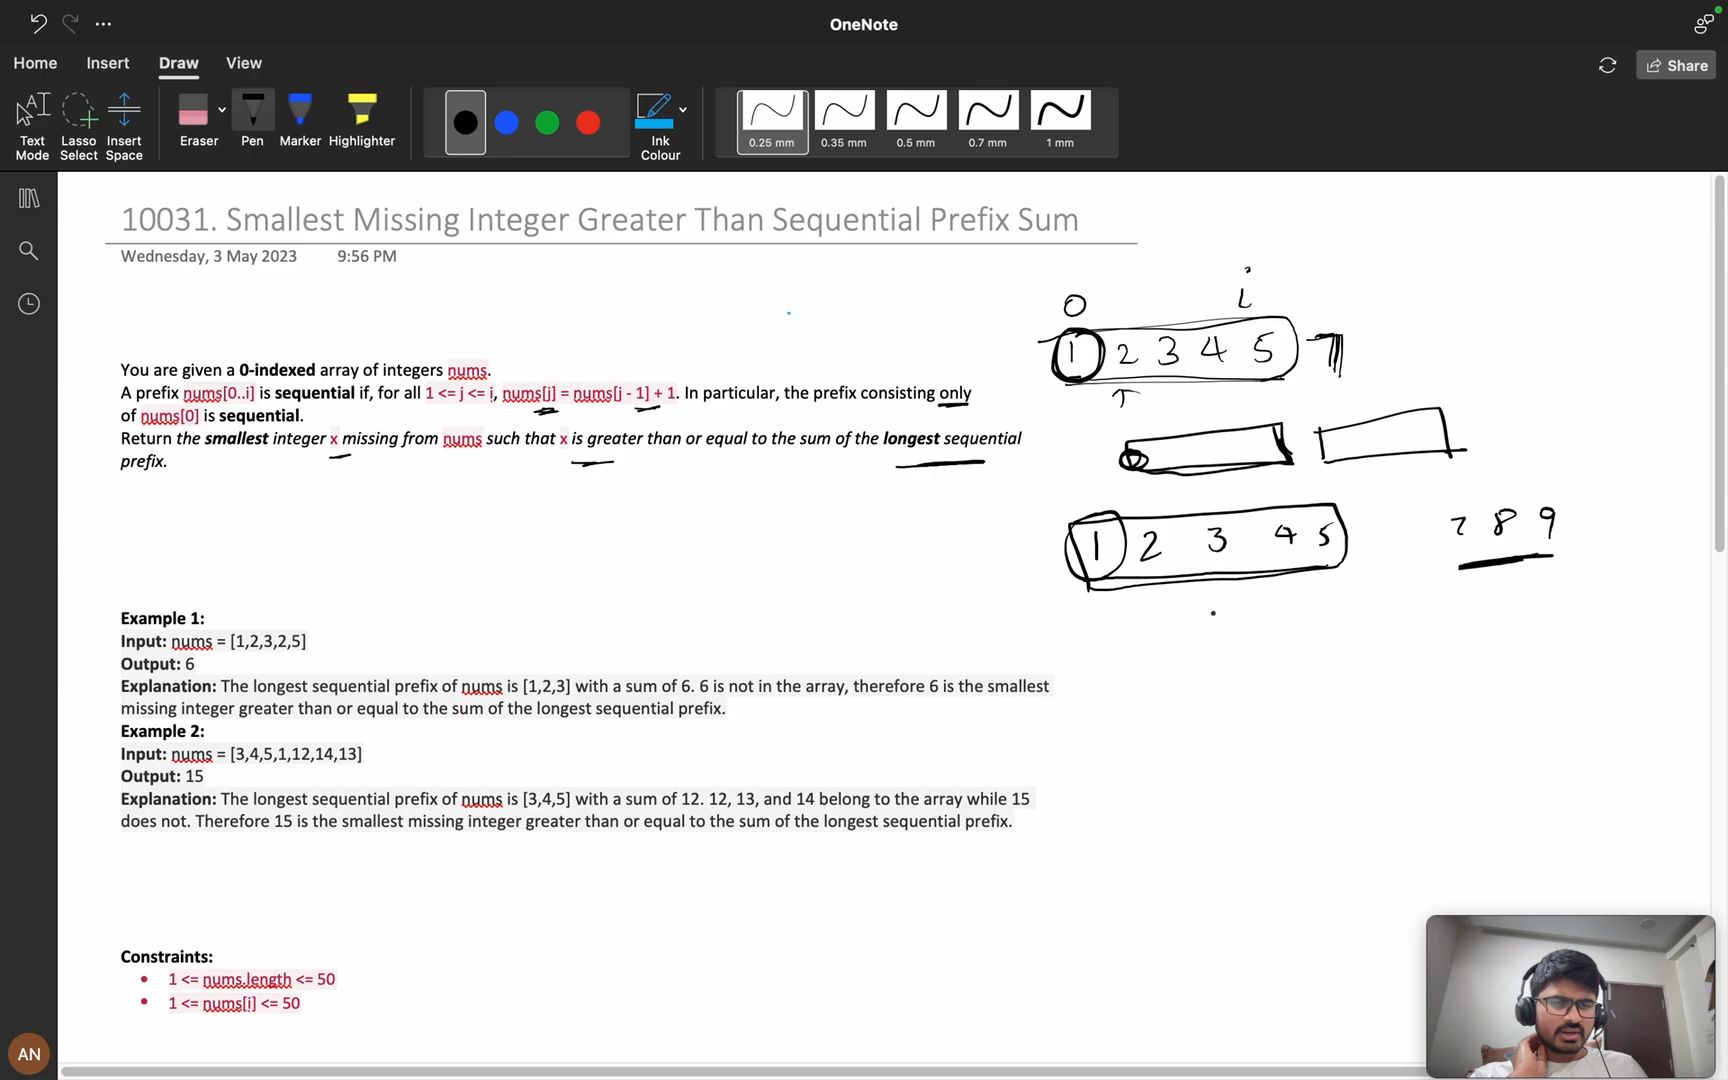 OneNote
Home Insert Draw View
Share
Text Mode
Lasso Select
Insert Space
Eraser
Pen
Marker
Highlighter
Ink Colour
0.25 mm
0.35 mm
0.5 mm
0.7 mm
1 mm
10031. Smallest Missing Integer Greater Than Sequential Prefix Sum
Wednesday, 3 May 2023 9:56 PM
You are given a 0-indexed array of integers nums.
A prefix nums[0..i] is sequential if, for all 1 <= j <= i, nums[j] = nums[j - 1] + 1. In particular, the prefix consisting only
of nums[0] is sequential.
Return the smallest integer x missing from nums such that x is greater than or equal to the sum of the longest sequential
prefix.
0 i
1 2 3 4 5 7
1 2 3 4 5 7 8 9
Example 1:
Input: nums = [1,2,3,2,5]
Output: 6
Explanation: The longest sequential prefix of nums is [1,2,3] with a sum of 6. 6 is not in the array, therefore 6 is the smallest
missing integer greater than or equal to the sum of the longest sequential prefix.
Example 2:
Input: nums = [3,4,5,1,12,14,13]
Output: 15
Explanation: The longest sequential prefix of nums is [3,4,5] with a sum of 12. 12, 13, and 14 belong to the array while 15
does not. Therefore 15 is the smallest missing integer greater than or equal to the sum of the longest sequential prefix.
Constraints:
• 1 <= nums.length <= 50
• 1 <= nums[i] <= 50
AN